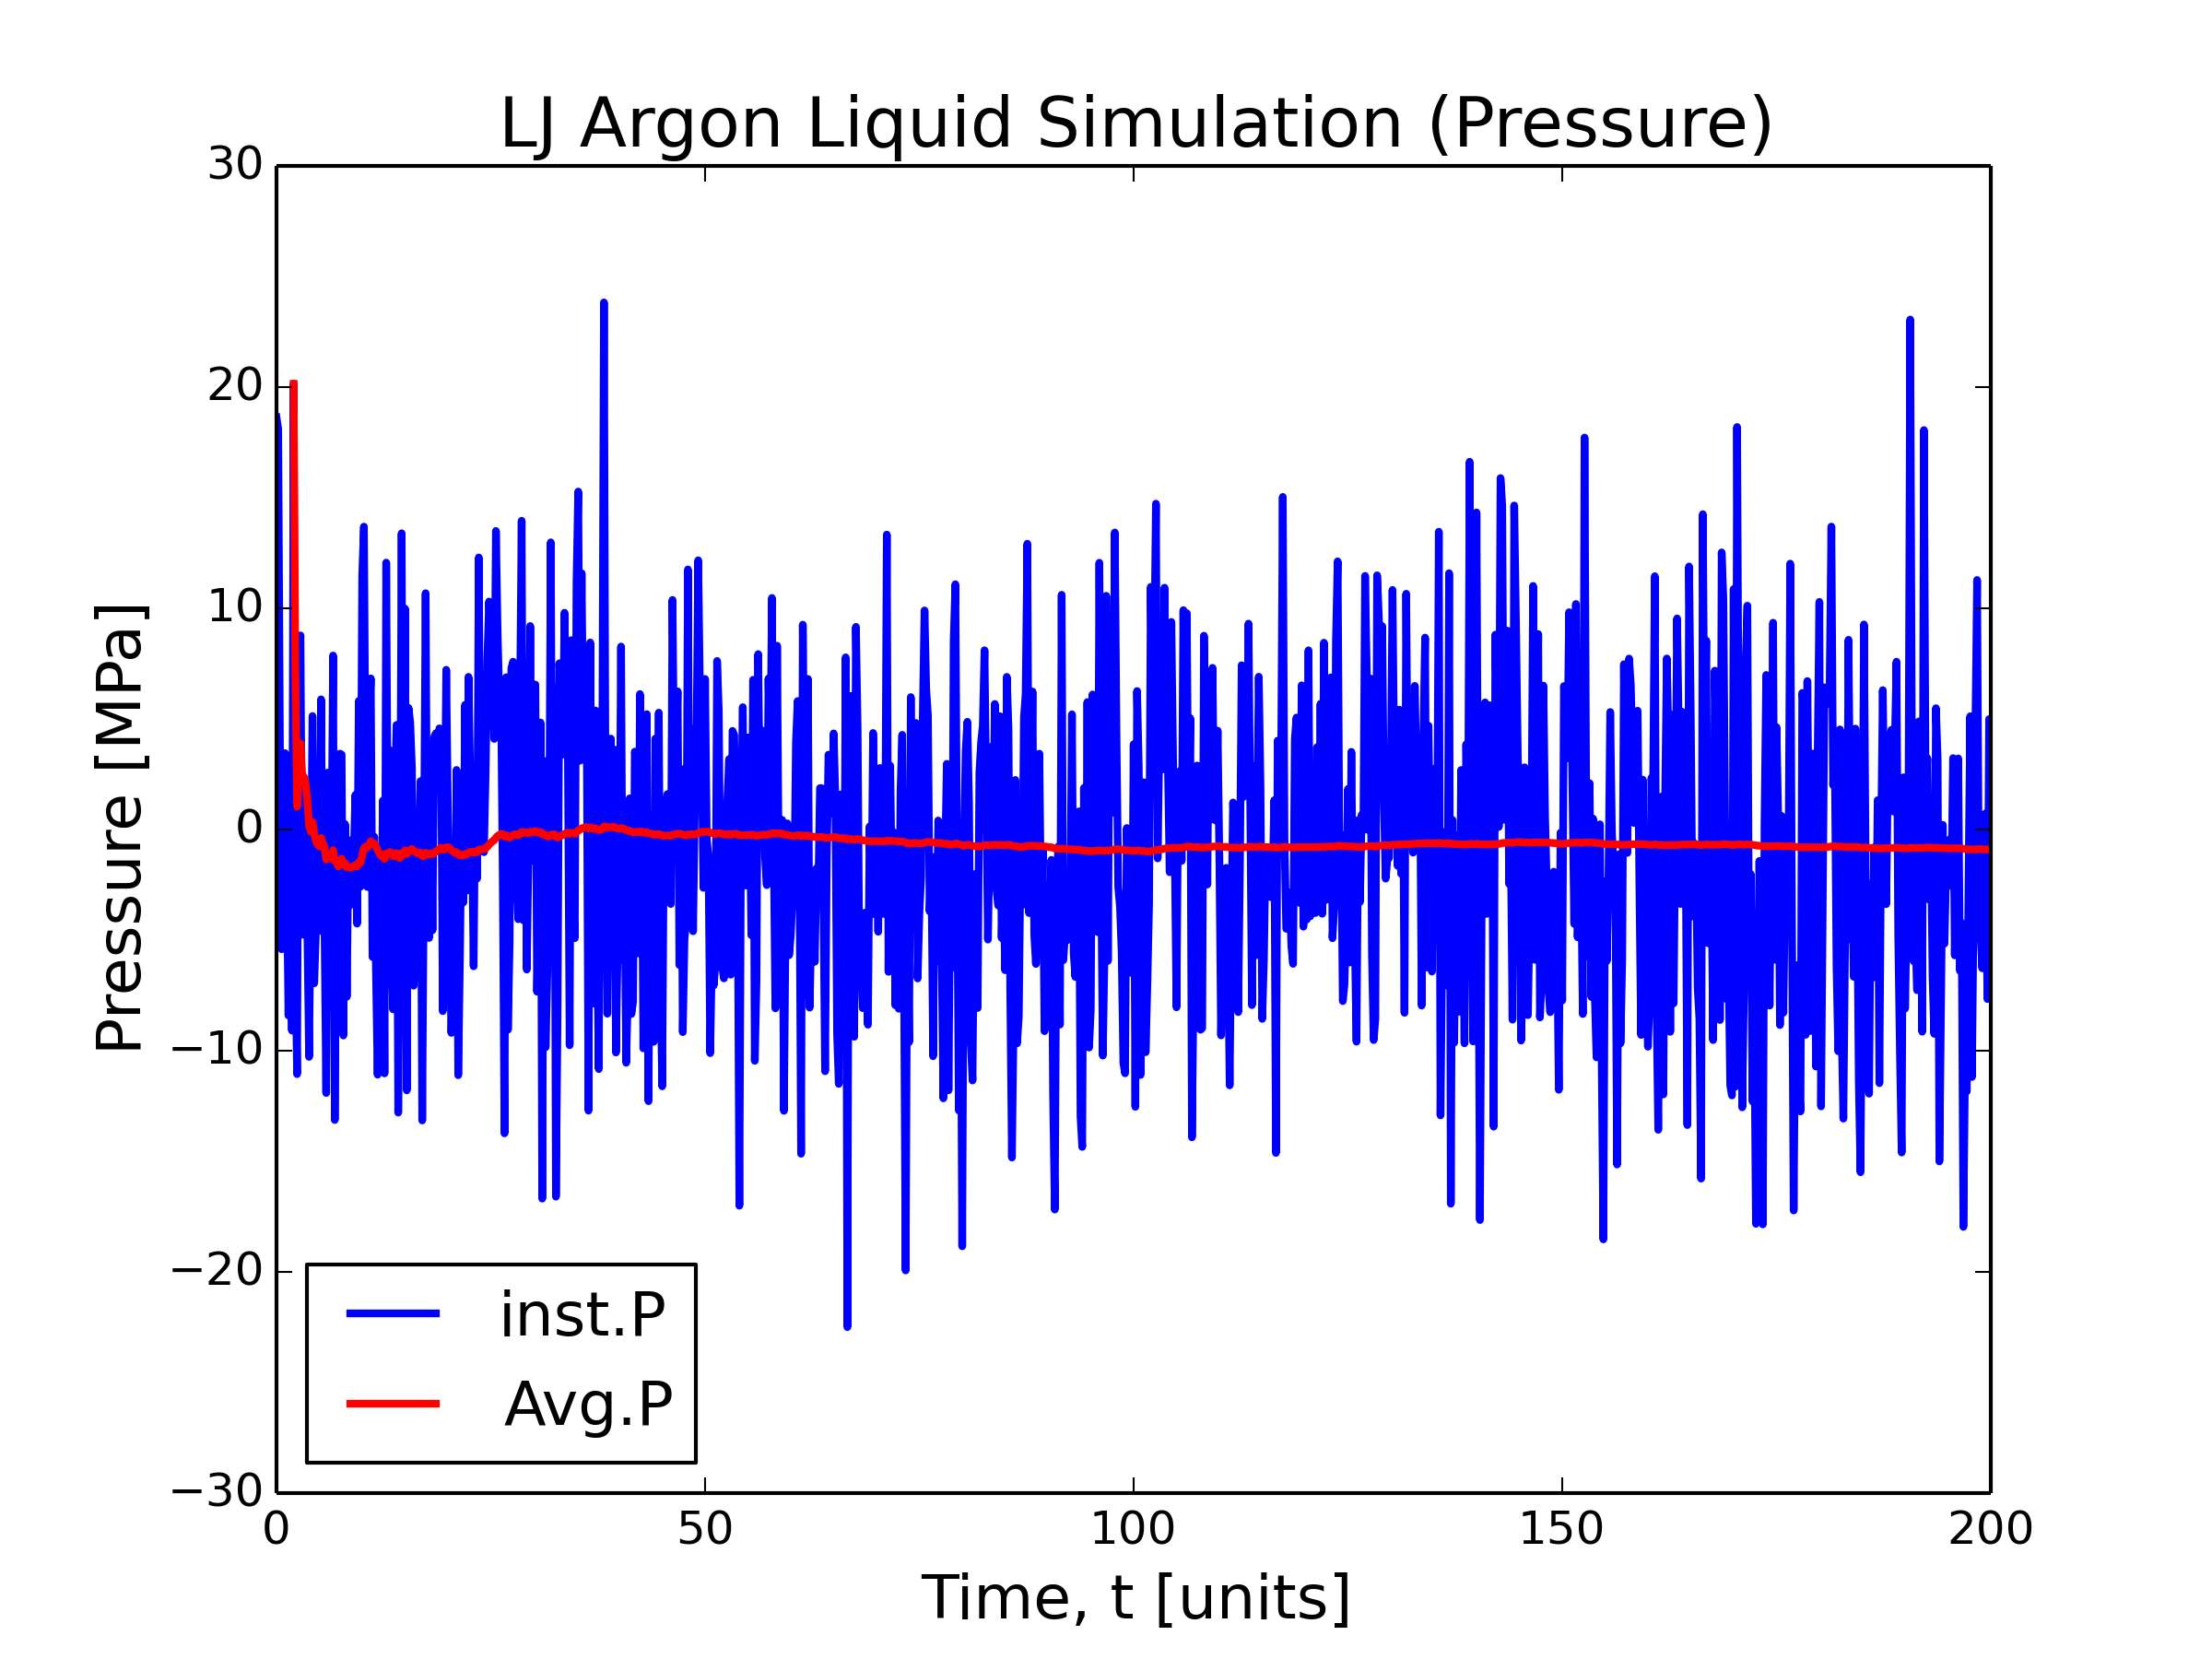 LJ Argon Liquid Simulation (Pressure)
30
20
10
0
−10
−20
−30
Pressure [MPa]
inst.P
Avg.P
0 50 100 150 200
Time, t [units]